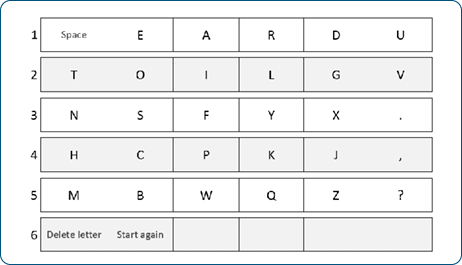 1 Space E A R D U
2 T O I L G V
3 N S F Y X .
4 H C P K J ,
5 M B W Q Z ?
6 Delete letter Start again